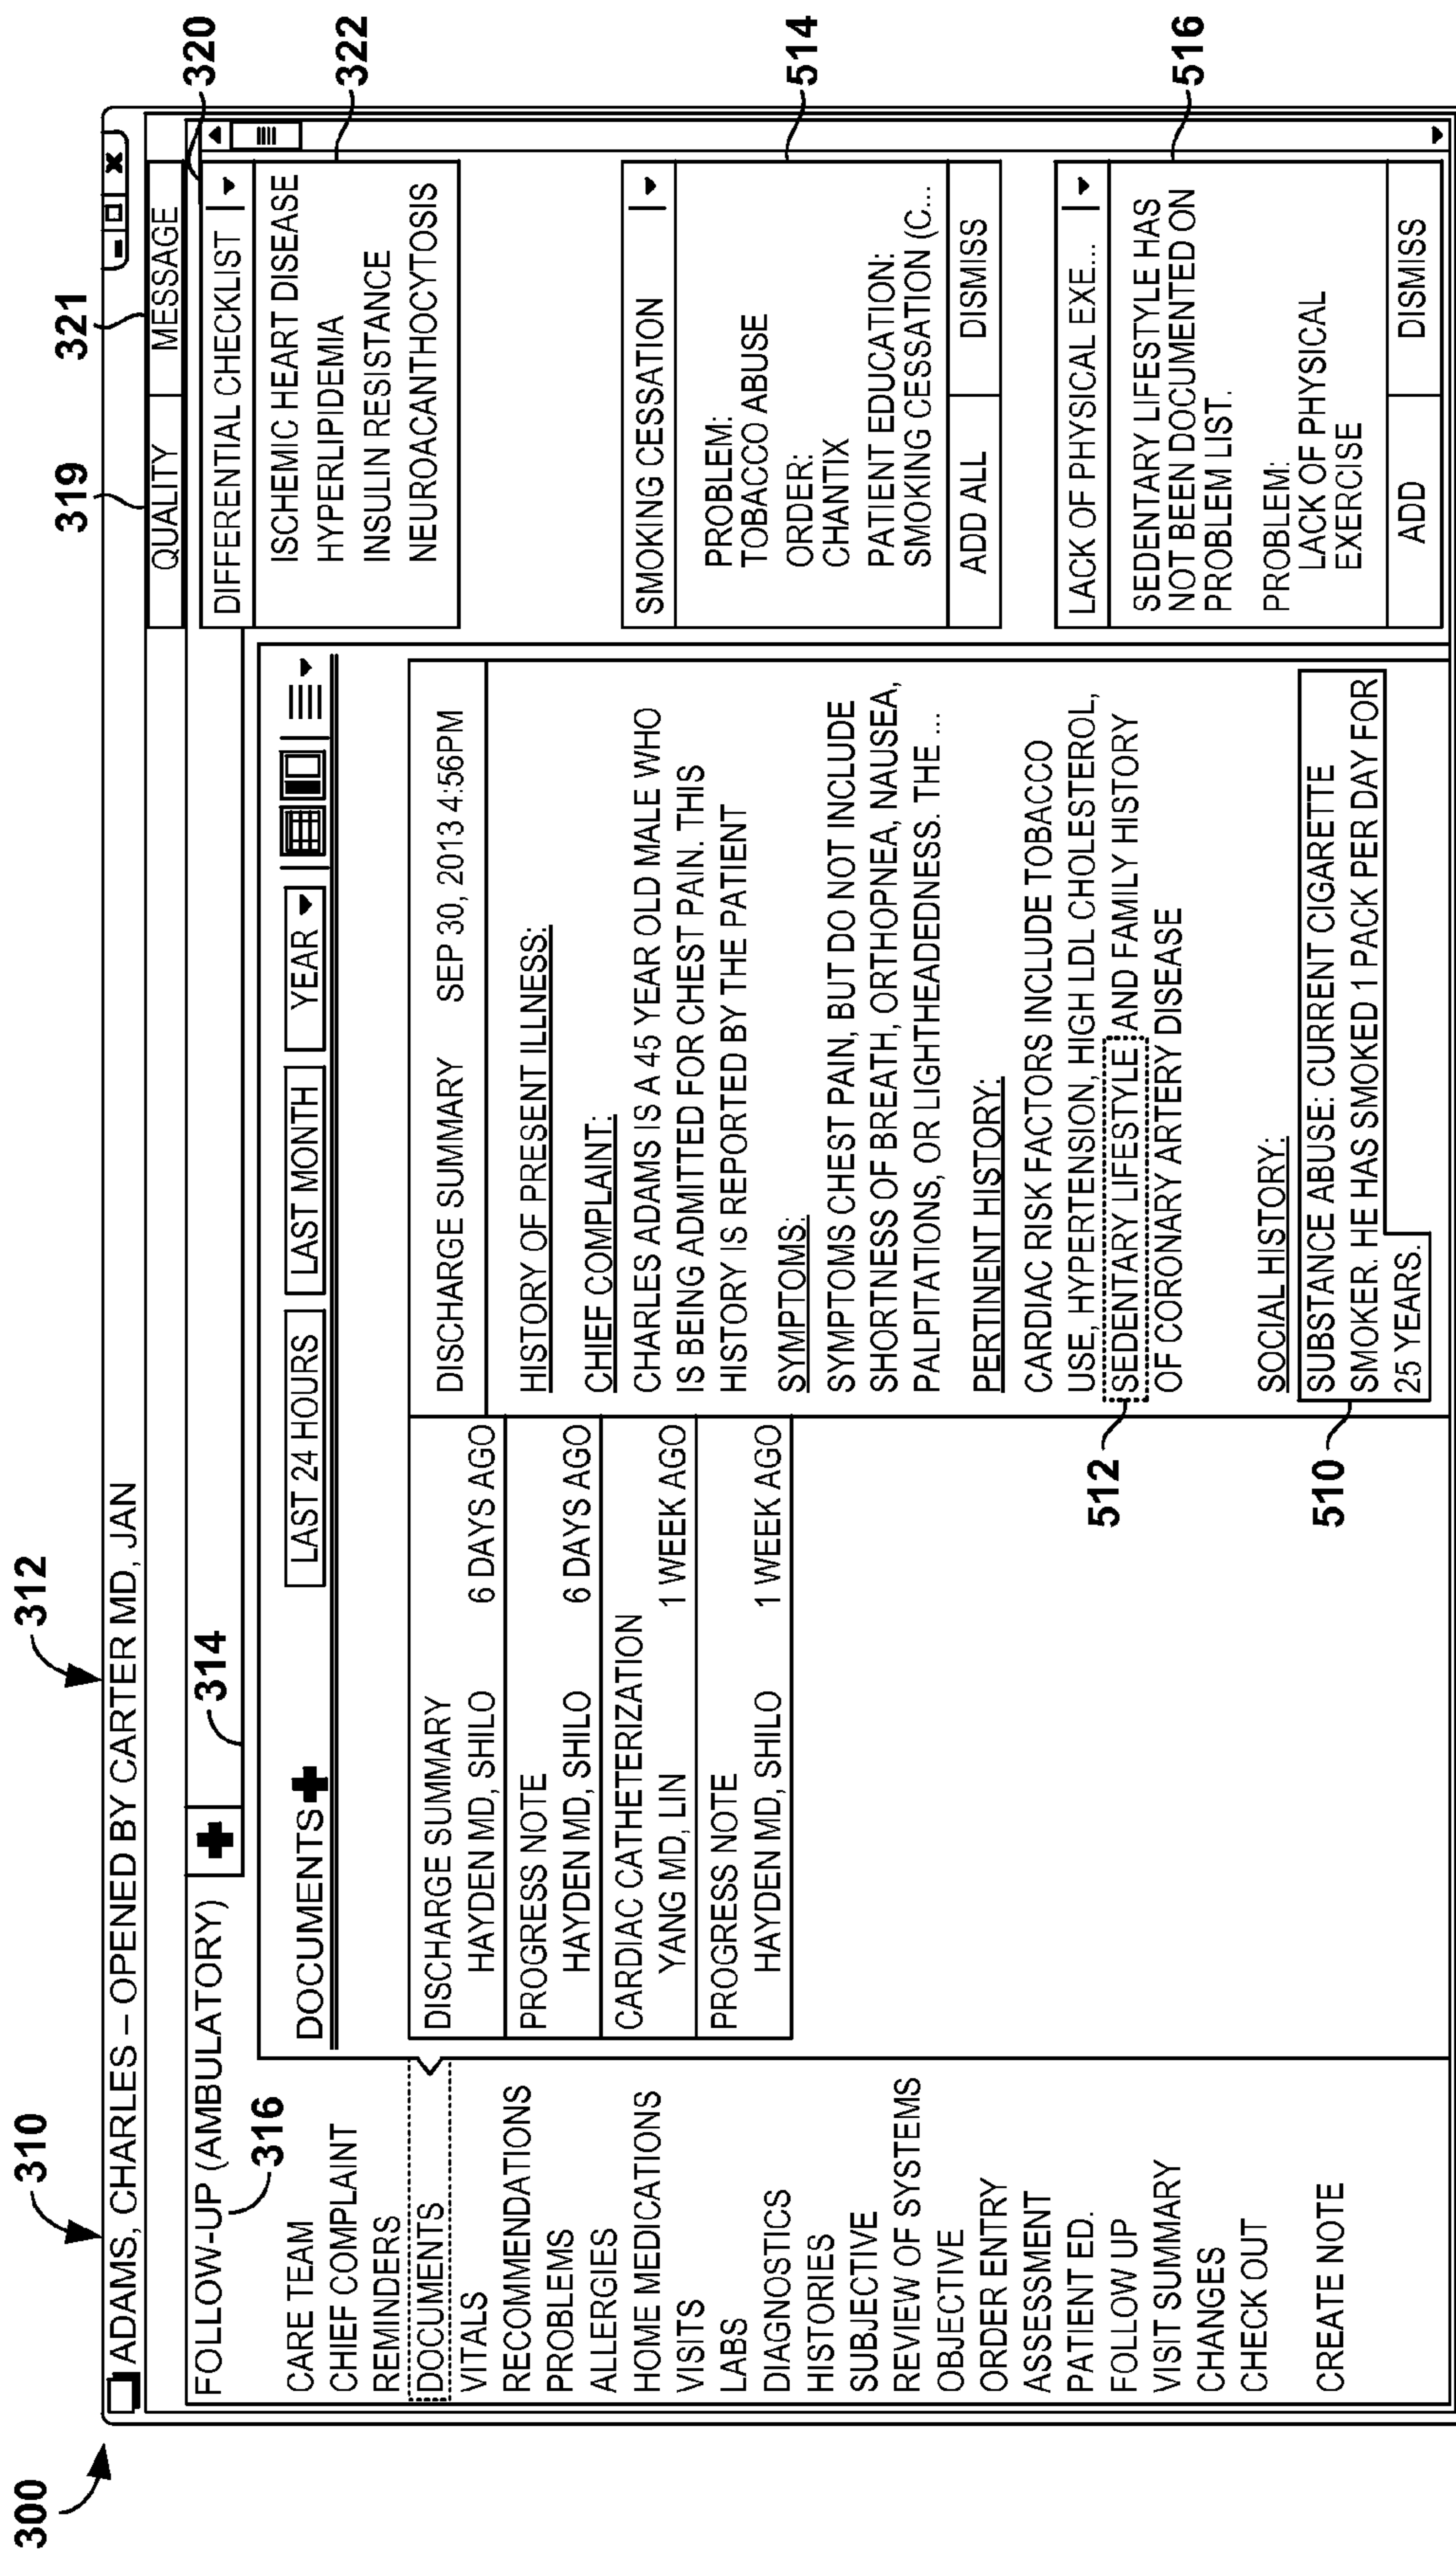 300
310
312
ADAMS, CHARLES – OPENED BY CARTER MD, JAN
319
321
QUALITY
MESSAGE
FOLLOW-UP (AMBULATORY)
316
314
320
CARE TEAM
CHIEF COMPLAINT
REMINDERS
DOCUMENTS
VITALS
RECOMMENDATIONS
PROBLEMS
ALLERGIES
HOME MEDICATIONS
VISITS
LABS
DIAGNOSTICS
HISTORIES
SUBJECTIVE
REVIEW OF SYSTEMS
OBJECTIVE
ORDER ENTRY
ASSESSMENT
PATIENT ED.
FOLLOW UP
VISIT SUMMARY
CHANGES
CHECK OUT
CREATE NOTE
DOCUMENTS
LAST 24 HOURS
LAST MONTH
YEAR
DISCHARGE SUMMARY
HAYDEN MD, SHILO 6 DAYS AGO
PROGRESS NOTE
HAYDEN MD, SHILO 6 DAYS AGO
CARDIAC CATHETERIZATION
YANG MD, LIN 1 WEEK AGO
PROGRESS NOTE
HAYDEN MD, SHILO 1 WEEK AGO
DISCHARGE SUMMARY SEP 30, 2013 4:56PM
HISTORY OF PRESENT ILLNESS:
CHIEF COMPLAINT:
CHARLES ADAMS IS A 45 YEAR OLD MALE WHO
IS BEING ADMITTED FOR CHEST PAIN. THIS
HISTORY IS REPORTED BY THE PATIENT
SYMPTOMS:
SYMPTOMS CHEST PAIN, BUT DO NOT INCLUDE
SHORTNESS OF BREATH, ORTHOPNEA, NAUSEA,
PALPITATIONS, OR LIGHTHEADEDNESS. THE ...
PERTINENT HISTORY:
CARDIAC RISK FACTORS INCLUDE TOBACCO
USE, HYPERTENSION, HIGH LDL CHOLESTEROL,
SEDENTARY LIFESTYLE AND FAMILY HISTORY
OF CORONARY ARTERY DISEASE
512
SOCIAL HISTORY:
SUBSTANCE ABUSE: CURRENT CIGARETTE
SMOKER. HE HAS SMOKED 1 PACK PER DAY FOR
25 YEARS.
510
DIFFERENTIAL CHECKLIST
ISCHEMIC HEART DISEASE
HYPERLIPIDEMIA
INSULIN RESISTANCE
NEUROACANTHOCYTOSIS
322
SMOKING CESSATION
PROBLEM:
TOBACCO ABUSE
ORDER:
CHANTIX
PATIENT EDUCATION:
SMOKING CESSATION (C...
ADD ALL
DISMISS
514
LACK OF PHYSICAL EXE...
SEDENTARY LIFESTYLE HAS
NOT BEEN DOCUMENTED ON
PROBLEM LIST.
PROBLEM:
LACK OF PHYSICAL
EXERCISE
ADD
DISMISS
516